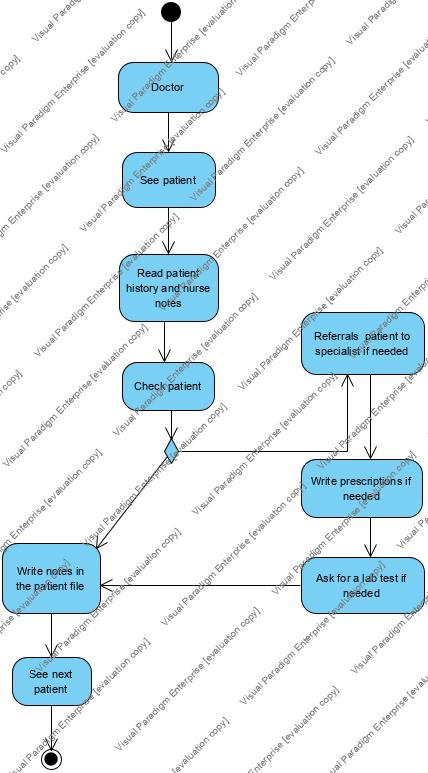 Doctor
See patient
Read patient
history and nurse
notes
Check patient
Referrals patient to
specialist if needed
Write prescriptions if
needed
Ask for a lab test if
needed
Write notes in
the patient file
See next
patient
Visual Paradigm Enterprise [evaluation copy]